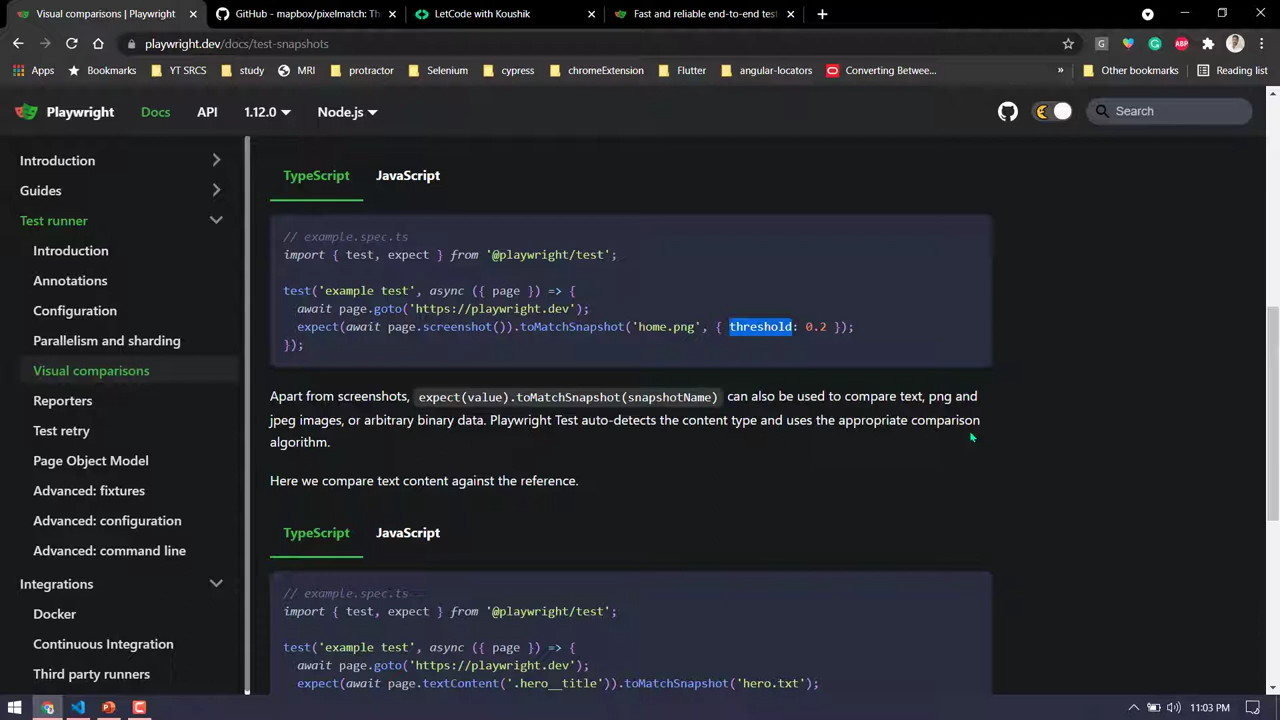 Visual comparisons | Playwright
GitHub - mapbox/pixelmatch: Th
LetCode with Koushik
Fast and reliable end-to-end test
playwright.dev/docs/test-snapshots
Apps
Bookmarks
YT SRCS
study
MRI
protractor
Selenium
cypress
chromeExtension
Flutter
angular-locators
Converting Betwee...
»
Other bookmarks
Reading list
Playwright
Docs
API
1.12.0
Node.js
Search
Introduction
Guides
Test runner
Introduction
Annotations
Configuration
Parallelism and sharding
Visual comparisons
Reporters
Test retry
Page Object Model
Advanced: fixtures
Advanced: configuration
Advanced: command line
Integrations
Docker
Continuous Integration
Third party runners
TypeScript
JavaScript
// example.spec.ts
import { test, expect } from '@playwright/test';
test('example test', async ({ page }) => {
await page.goto('https://playwright.dev');
expect(await page.screenshot()).toMatchSnapshot('home.png', { threshold: 0.2 });
});
Apart from screenshots, expect(value).toMatchSnapshot(snapshotName) can also be used to compare text, png and
jpeg images, or arbitrary binary data. Playwright Test auto-detects the content type and uses the appropriate comparison
algorithm.
Here we compare text content against the reference.
TypeScript
JavaScript
// example.spec.ts
import { test, expect } from '@playwright/test';
test('example test', async ({ page }) => {
await page.goto('https://playwright.dev');
expect(await page.textContent('.hero__title')).toMatchSnapshot('hero.txt');
11:03 PM